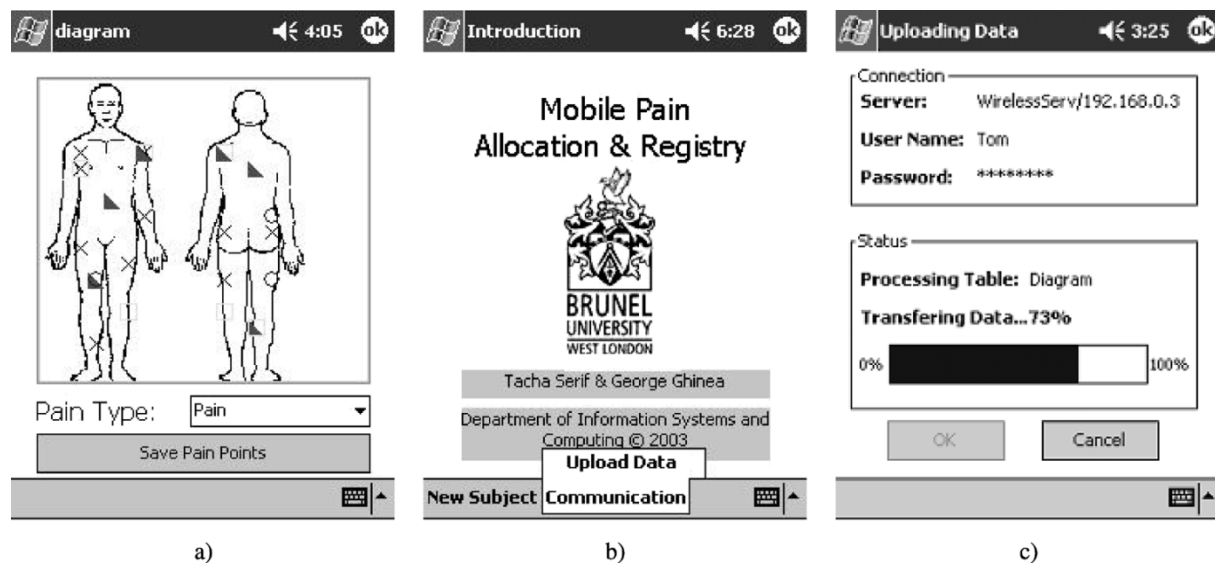 diagram 4:05 ok
Pain Type: Pain
Save Pain Points
a)
Introduction 6:28 ok
Mobile Pain
Allocation & Registry
BRUNEL
UNIVERSITY
WEST LONDON
Tacha Serif & George Ghinea
Department of Information Systems and
Computing © 2003
Upload Data
New Subject Communication
b)
Uploading Data 3:25 ok
Connection
Server: WirelessServ/192.168.0.3
User Name: Tom
Password: ********
Status
Processing Table: Diagram
Transfering Data...73%
0% 100%
OK Cancel
c)